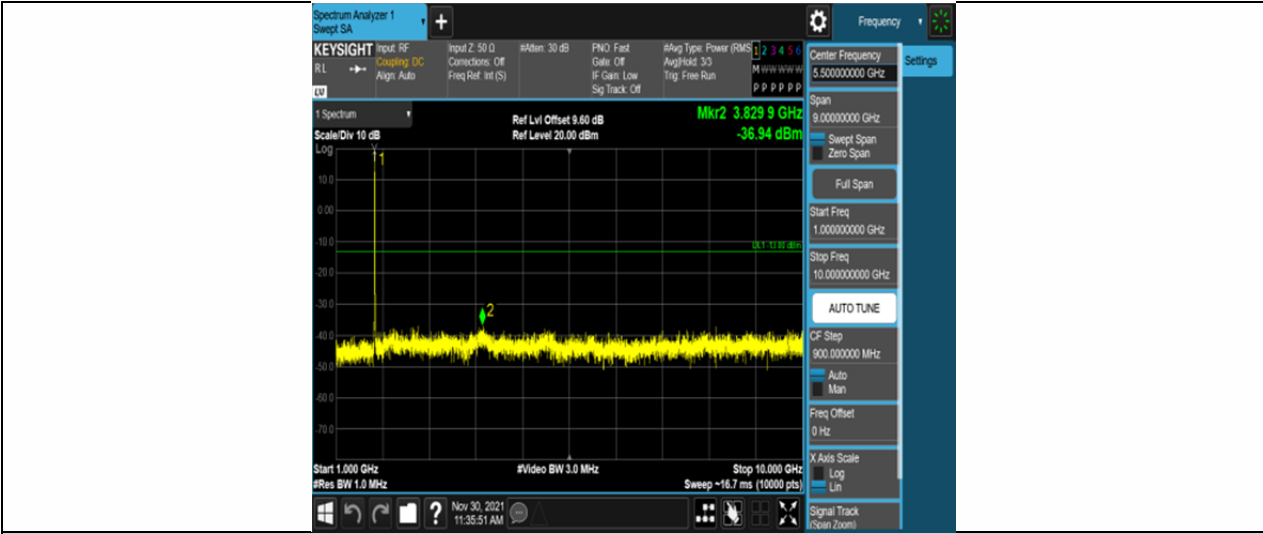 Spectrum Analyzer 1
Swept SA
Frequency
KEYSIGHT
RL
LV
Input: RF
Coupling: DC
Align: Auto
Input Z: 50 Ω
Corrections: Off
Freq Ref: Int (S)
#Atten: 30 dB
PNO: Fast
Gate: Off
IF Gain: Low
Sig Track: Off
#Avg Type: Power (RMS
Avg|Hold: 3/3
Trig: Free Run
1 2 3 4 5 6
M W W W W W
P P P P P P
1 Spectrum
Scale/Div 10 dB
Log
Ref Lvl Offset 9.60 dB
Ref Level 20.00 dBm
Mkr2 3.829 9 GHz
-36.94 dBm
1
10.0
0.00
-10.0
DL1 -13.00 dBm
-20.0
-30.0
2
-40.0
-50.0
-60.0
-70.0
Start 1.000 GHz
#Res BW 1.0 MHz
#Video BW 3.0 MHz
Stop 10.000 GHz
Sweep ~16.7 ms (10000 pts)
Center Frequency
5.500000000 GHz
Settings
Span
9.00000000 GHz
Swept Span
Zero Span
Full Span
Start Freq
1.000000000 GHz
Stop Freq
10.000000000 GHz
AUTO TUNE
CF Step
900.000000 MHz
Auto
Man
Freq Offset
0 Hz
X Axis Scale
Log
Lin
Signal Track
(Span Zoom)
?
Nov 30, 2021
11:35:51 AM